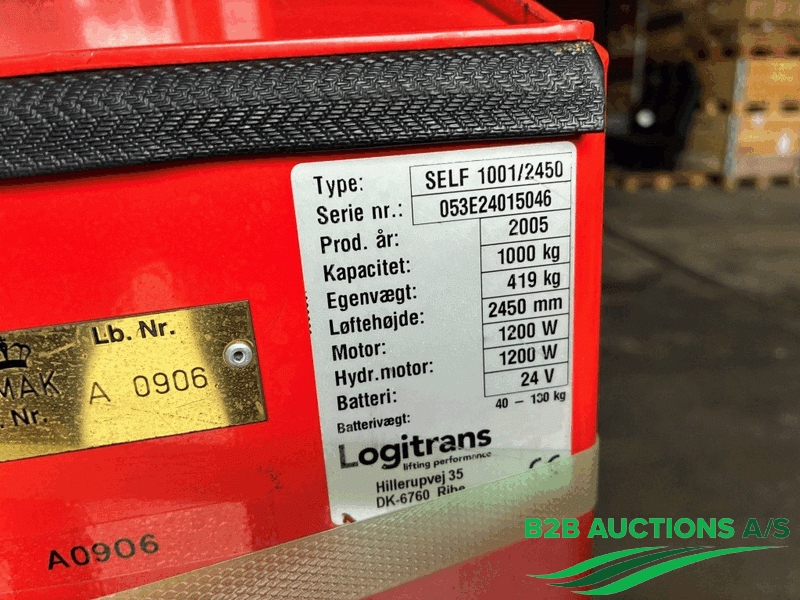 Type: SELF 1001/2450
Serie nr.: 053E24015046
Prod. år: 2005
Kapacitet: 1000 kg
Egenvægt: 419 kg
Løftehøjde: 2450 mm
Motor: 1200 W
Hydr.motor: 1200 W
Batteri: 24 V
Batterivægt: 40 – 130 kg
Logitrans
lifting performance
Hillerupvej 35
DK-6760 Ribe
CE
Lb. Nr.
MAK A 0906
. Nr.
A0906
B2B AUCTIONS A/S